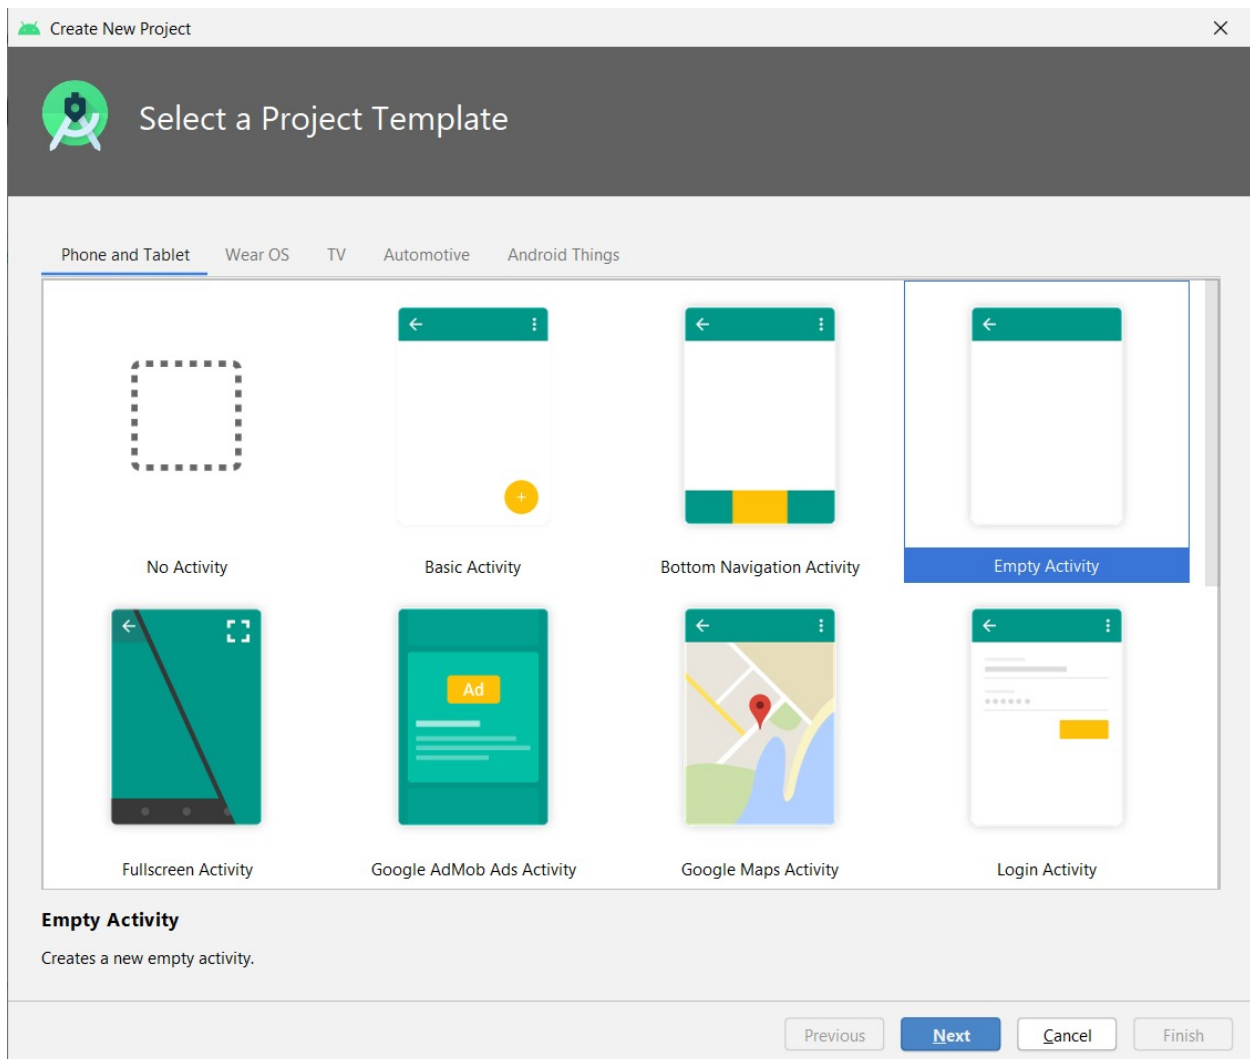 Create New Project
Select a Project Template
Phone and Tablet Wear OS TV Automotive Android Things
No Activity Basic Activity Bottom Navigation Activity Empty Activity
Ad
Fullscreen Activity Google AdMob Ads Activity Google Maps Activity Login Activity
Empty Activity
Creates a new empty activity.
Previous Next Cancel Finish